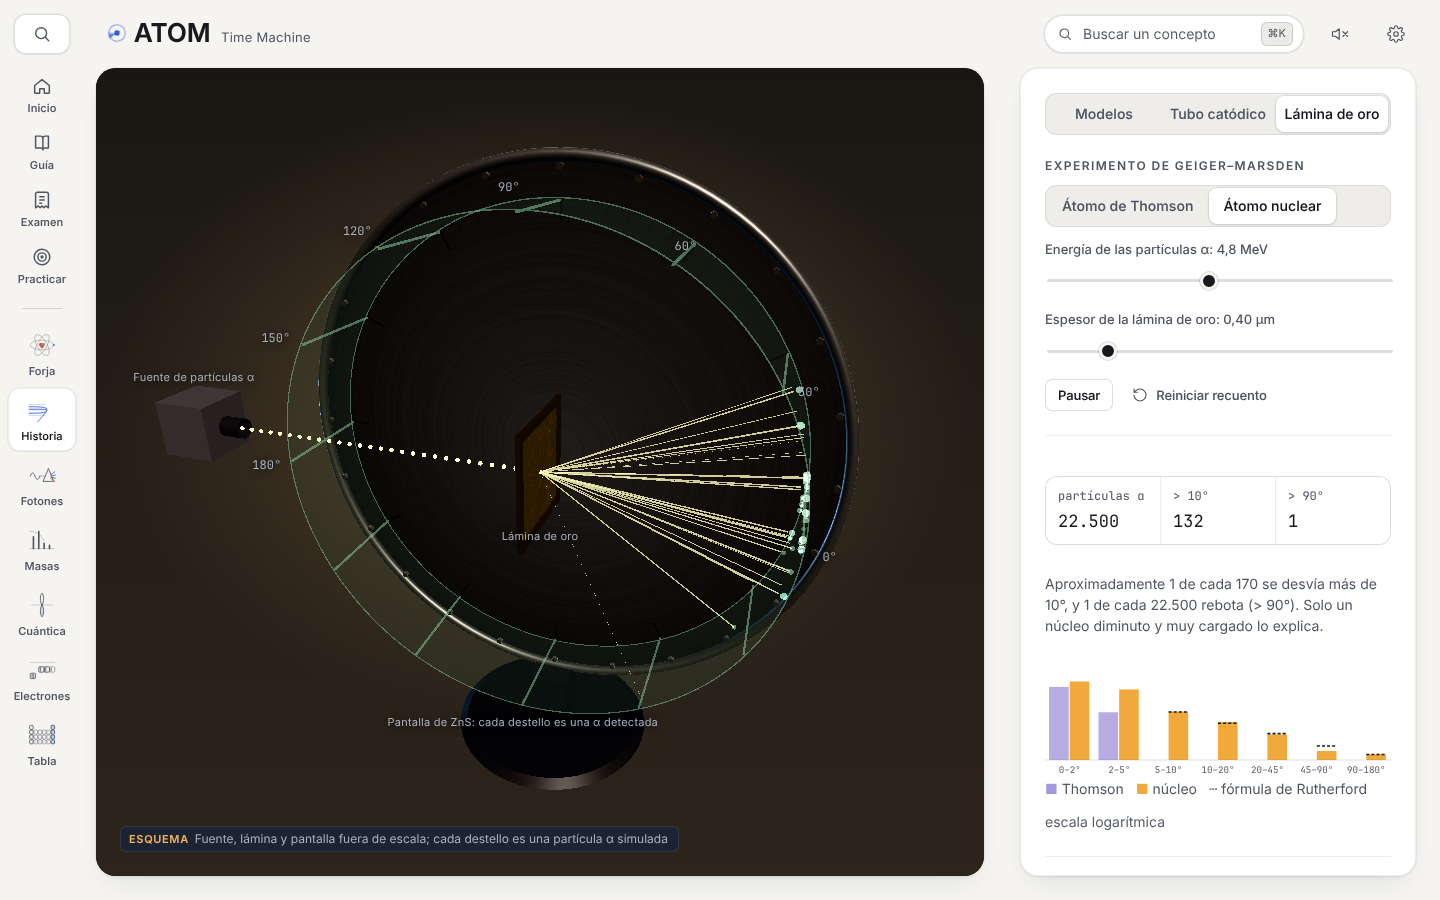 ATOM Time Machine
Buscar un concepto ⌘K
Inicio
Guía
Examen
Practicar
Forja
Historia
Fotones
Masas
Cuántica
Electrones
Tabla
90°
120°
60°
150°
Fuente de partículas α
180°
30°
Lámina de oro
0°
Pantalla de ZnS: cada destello es una α detectada
ESQUEMA Fuente, lámina y pantalla fuera de escala; cada destello es una partícula α simulada
Modelos Tubo catódico Lámina de oro
EXPERIMENTO DE GEIGER–MARSDEN
Átomo de Thomson Átomo nuclear
Energía de las partículas α: 4,8 MeV
Espesor de la lámina de oro: 0,40 µm
Pausar Reiniciar recuento
partículas α > 10° > 90°
22.500 132 1
Aproximadamente 1 de cada 170 se desvía más de
10°, y 1 de cada 22.500 rebota (> 90°). Solo un
núcleo diminuto y muy cargado lo explica.
0–2° 2–5° 5–10° 10–20° 20–45° 45–90° 90–180°
Thomson núcleo fórmula de Rutherford
escala logarítmica